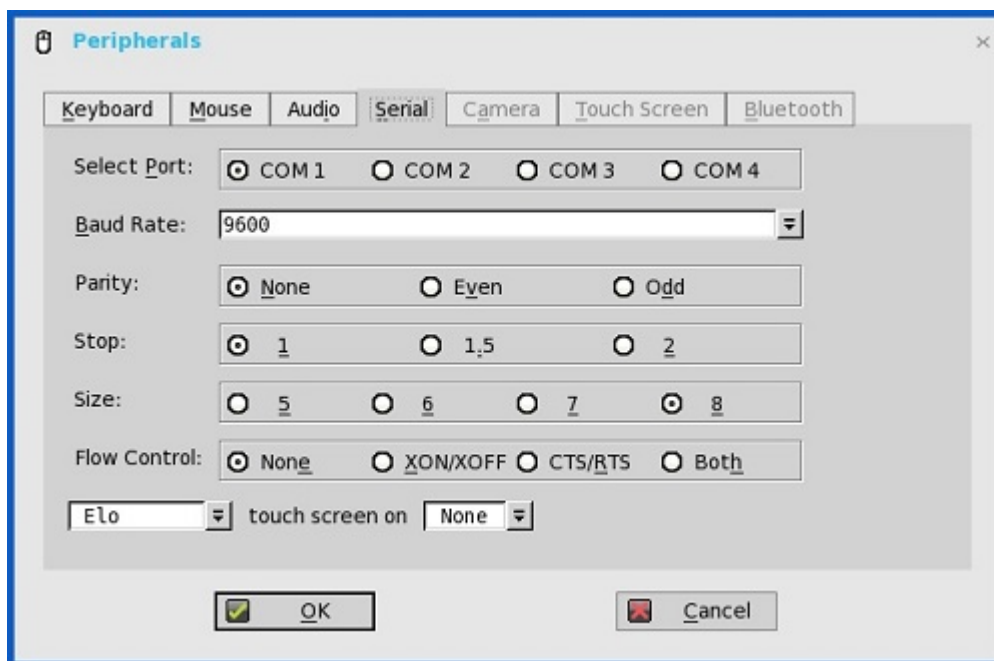 Peripherals
Keyboard Mouse Audio Serial Camera Touch Screen Bluetooth
Select Port: COM 1 COM 2 COM 3 COM 4
Baud Rate: 9600
Parity: None Even Odd
Stop: 1 1.5 2
Size: 5 6 7 8
Flow Control: None XON/XOFF CTS/RTS Both
Elo touch screen on None
OK Cancel